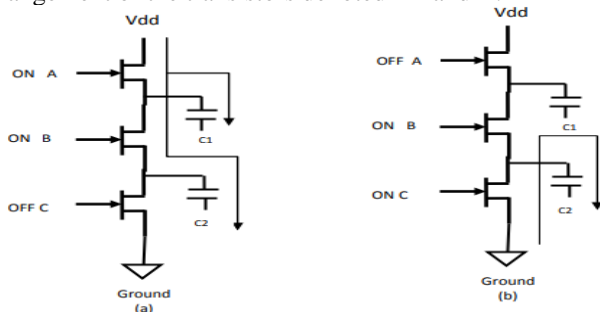 Vdd
ON A
C1
ON B
C2
OFF C
Ground
(a)
Vdd
OFF A
C1
ON B
C2
ON C
Ground
(b)